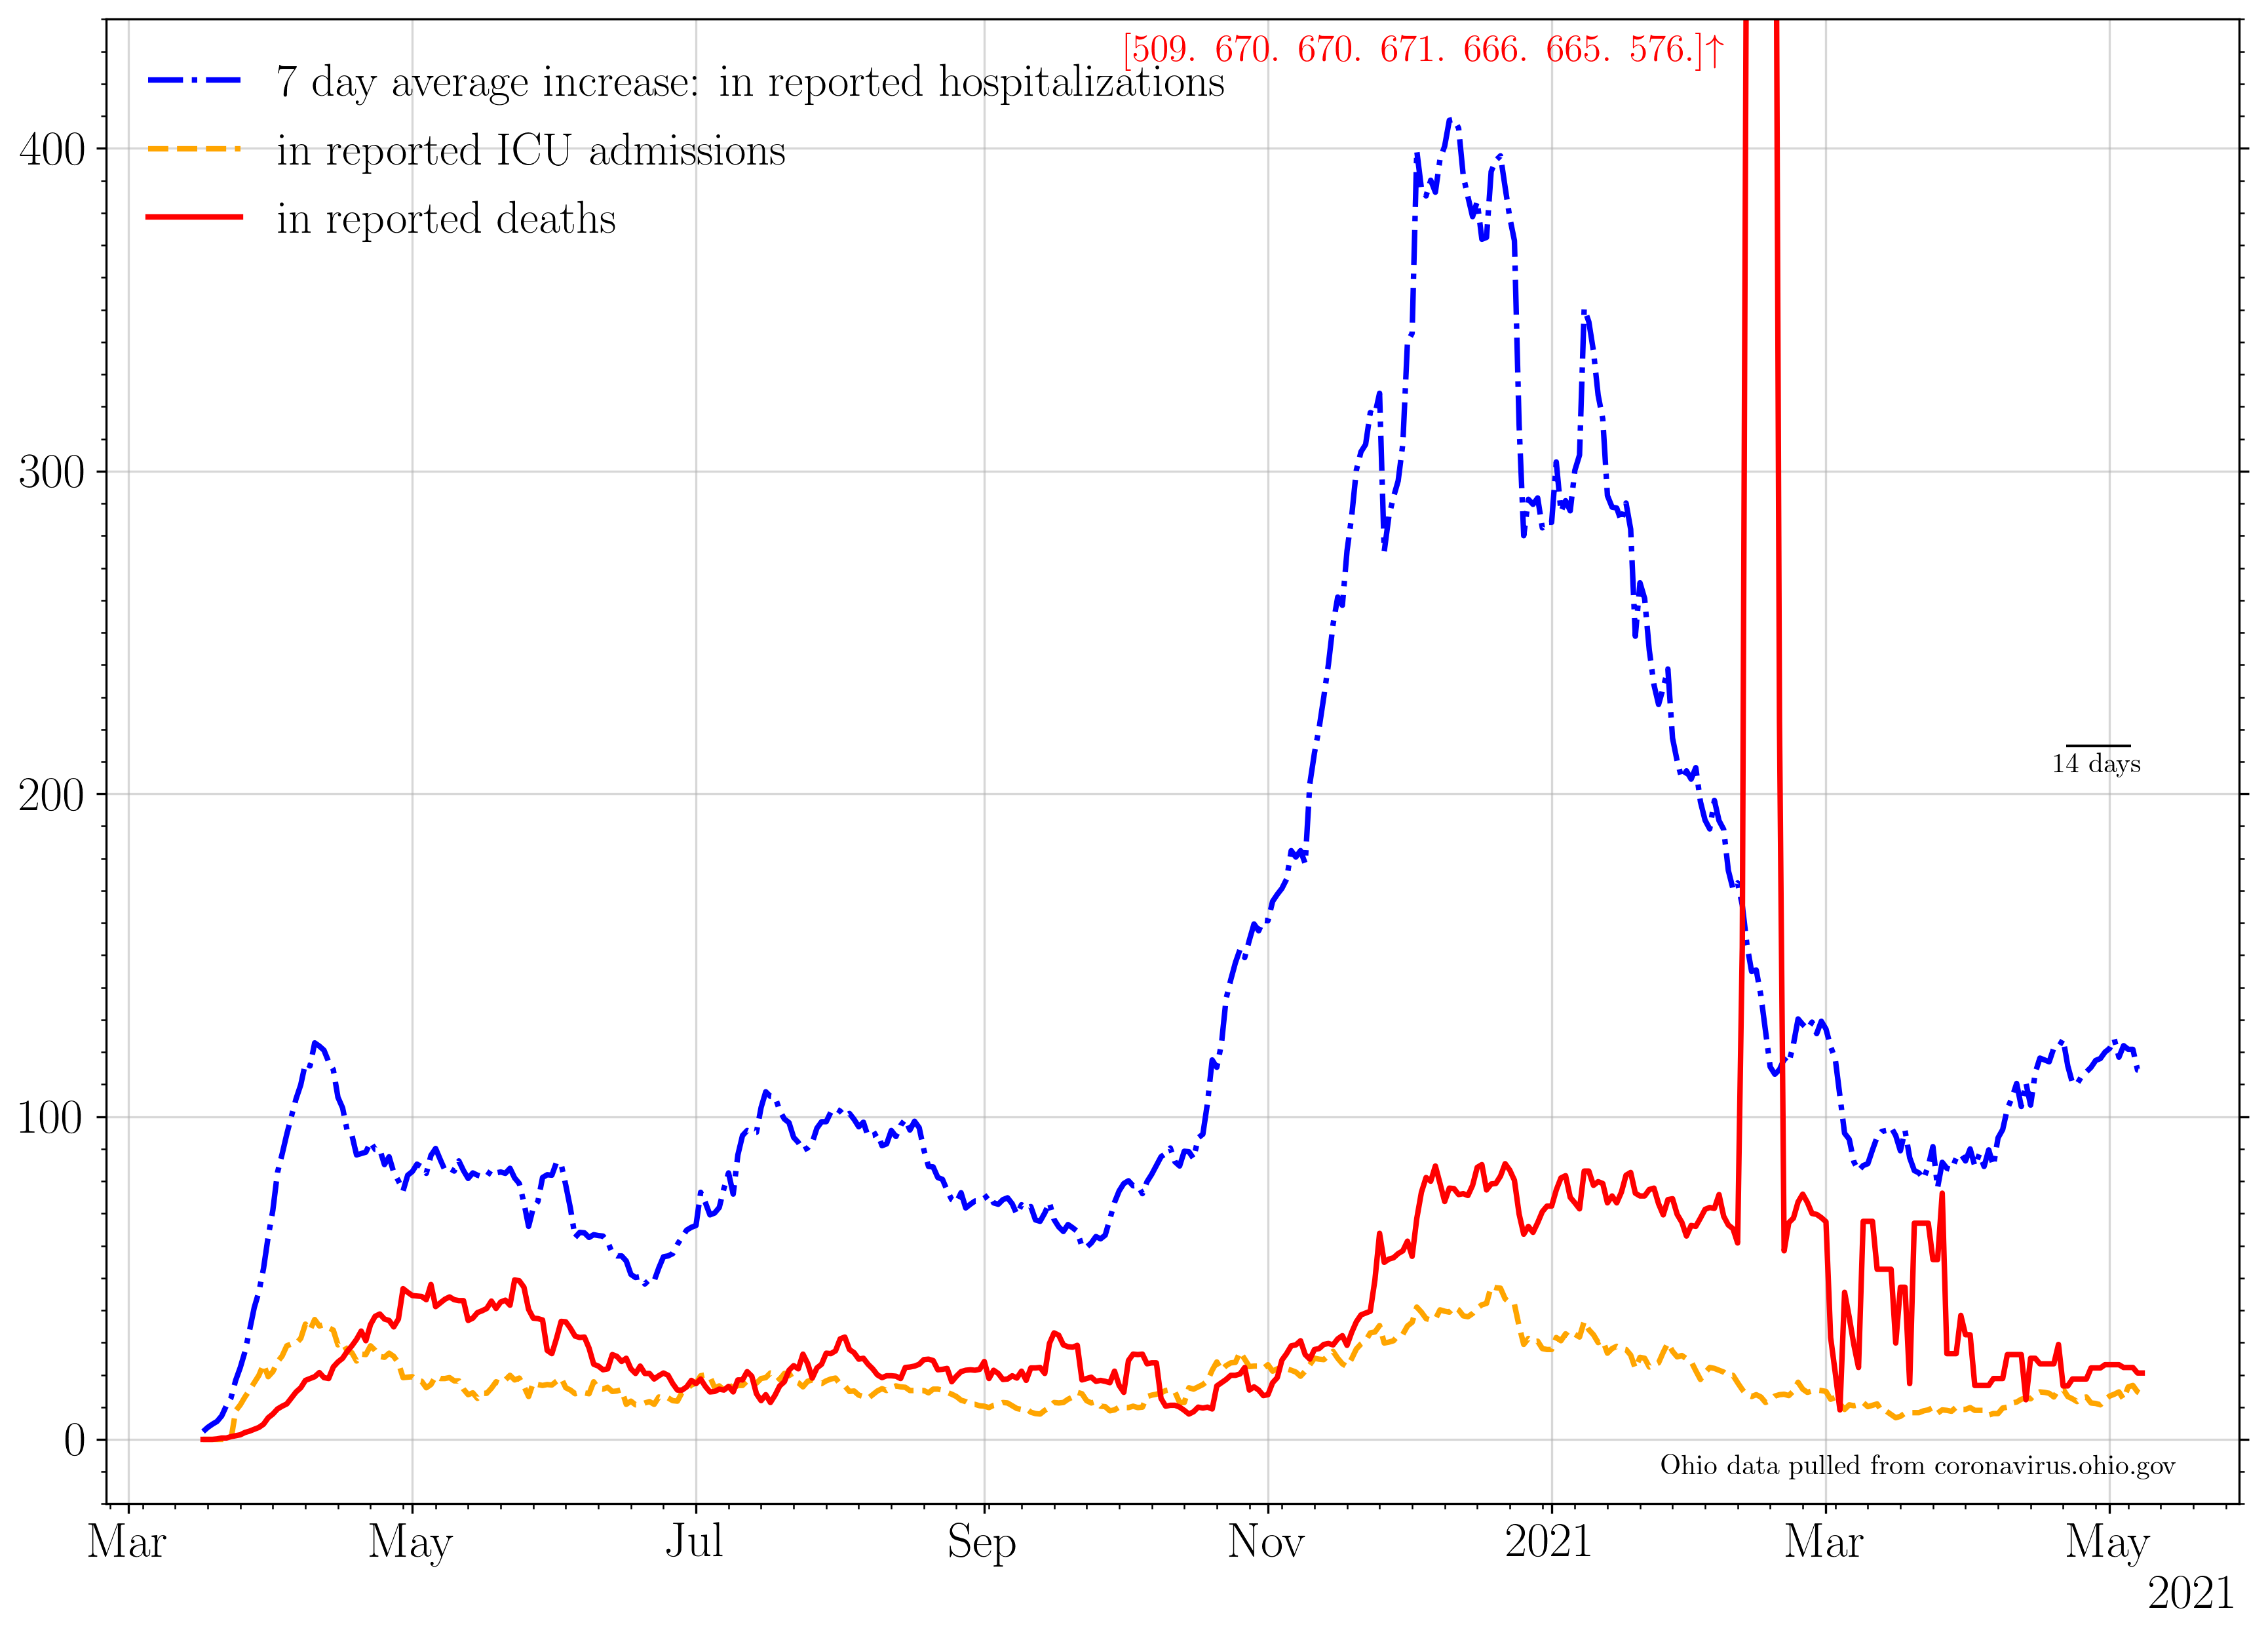 [509. 670. 670. 671. 666. 665. 576.]↑
7 day average increase: in reported hospitalizations
in reported ICU admissions
in reported deaths
400
300
200
100
0
14 days
Ohio data pulled from coronavirus.ohio.gov
Mar May Jul Sep Nov 2021 Mar May
2021